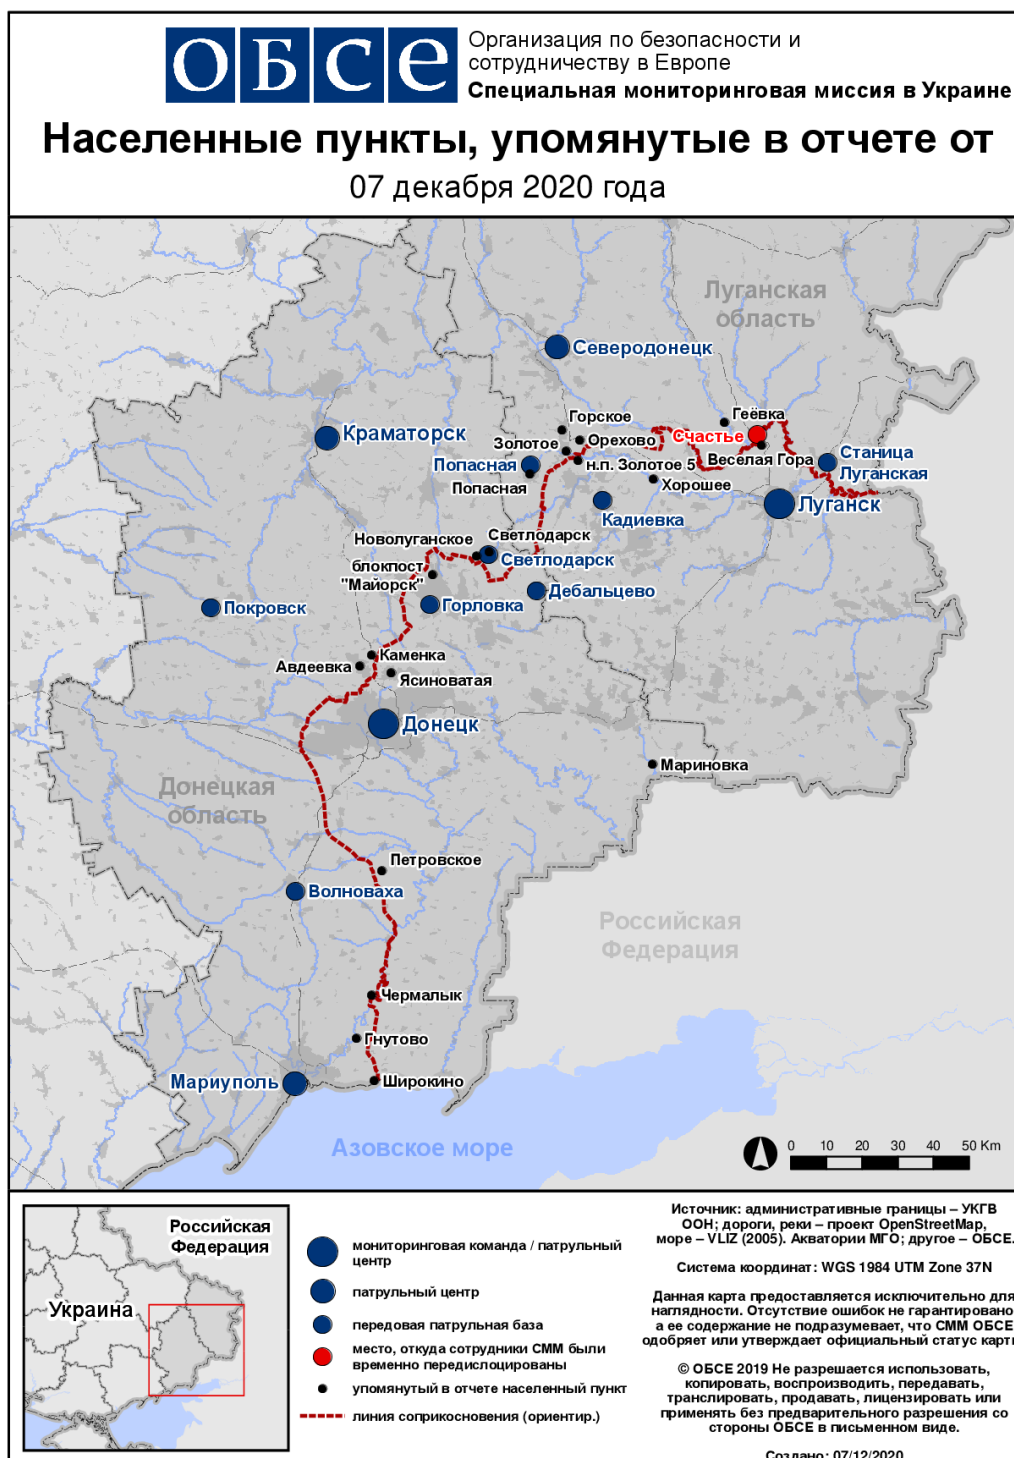 ОБСЕ
Организация по безопасности и
сотрудничеству в Европе
Специальная мониторинговая миссия в Украине
Населенные пункты, упомянутые в отчете от
07 декабря 2020 года
Луганская
область
Северодонецк
Геёвка
Горское
Краматорск
Орехово
Счастье
Золотое
Веселая Гора
Станица
Луганская
Попасная
н.п. Золотое 5
Попасная
Хорошее
Луганск
Кадиевка
Светлодарск
Новолуганское
Светлодарск
блокпост
"Майорск"
Дебальцево
Покровск
Горловка
Каменка
Авдеевка
Ясиноватая
Донецк
Мариновка
Донецкая
область
Петровское
Волноваха
Российская
Федерация
Чермалык
Гнутово
Мариуполь
Широкино
Азовское море
0 10 20 30 40 50 Km
Российская
Федерация
Украина
мониторинговая команда / патрульный
центр
патрульный центр
передовая патрульная база
место, откуда сотрудники СММ были
временно передислоцированы
упомянутый в отчете населенный пункт
линия соприкосновения (ориентир.)
Источник: административные границы – УКГВ
ООН; дороги, реки – проект OpenStreetMap,
море – VLIZ (2005). Акватории МГО; другое – ОБСЕ.
Система координат: WGS 1984 UTM Zone 37N
Данная карта предоставляется исключительно для
наглядности. Отсутствие ошибок не гарантировано
а ее содержание не подразумевает, что СММ ОБСЕ
одобряет или утверждает официальный статус карт
© ОБСЕ 2019 Не разрешается использовать,
копировать, воспроизводить, передавать,
транслировать, продавать, лицензировать или
применять без предварительного разрешения со
стороны ОБСЕ в письменном виде.
Создано: 07/12/2020